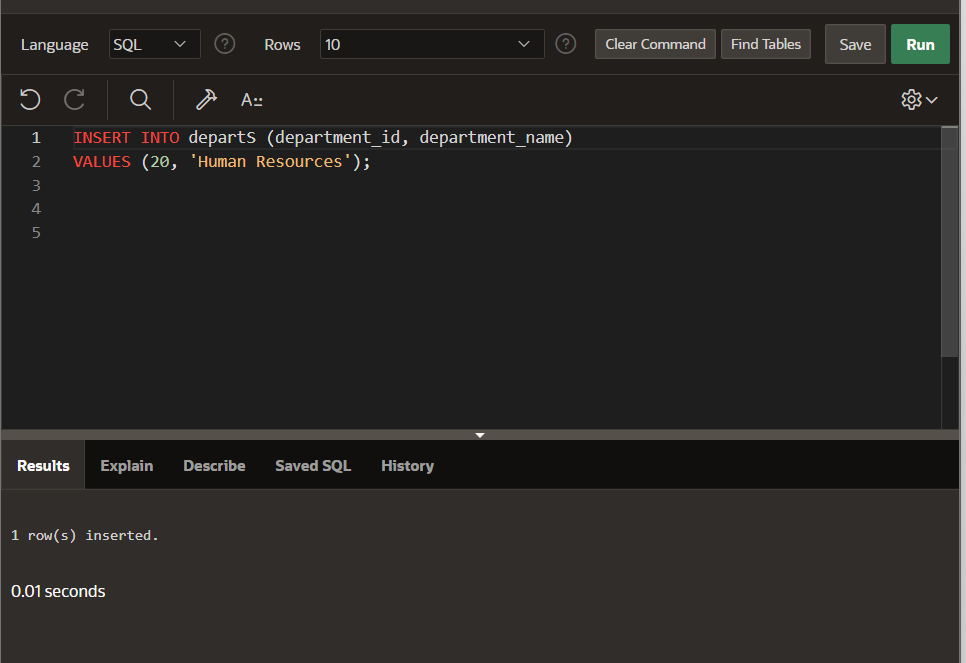 Language SQL Rows 10 Clear Command Find Tables Save Run
A::
1 INSERT INTO departS (department_id, department_name)
2 VALUES (20, 'Human Resources');
3
4
5
Results Explain Describe Saved SQL History
1 row(s) inserted.
0.01 seconds